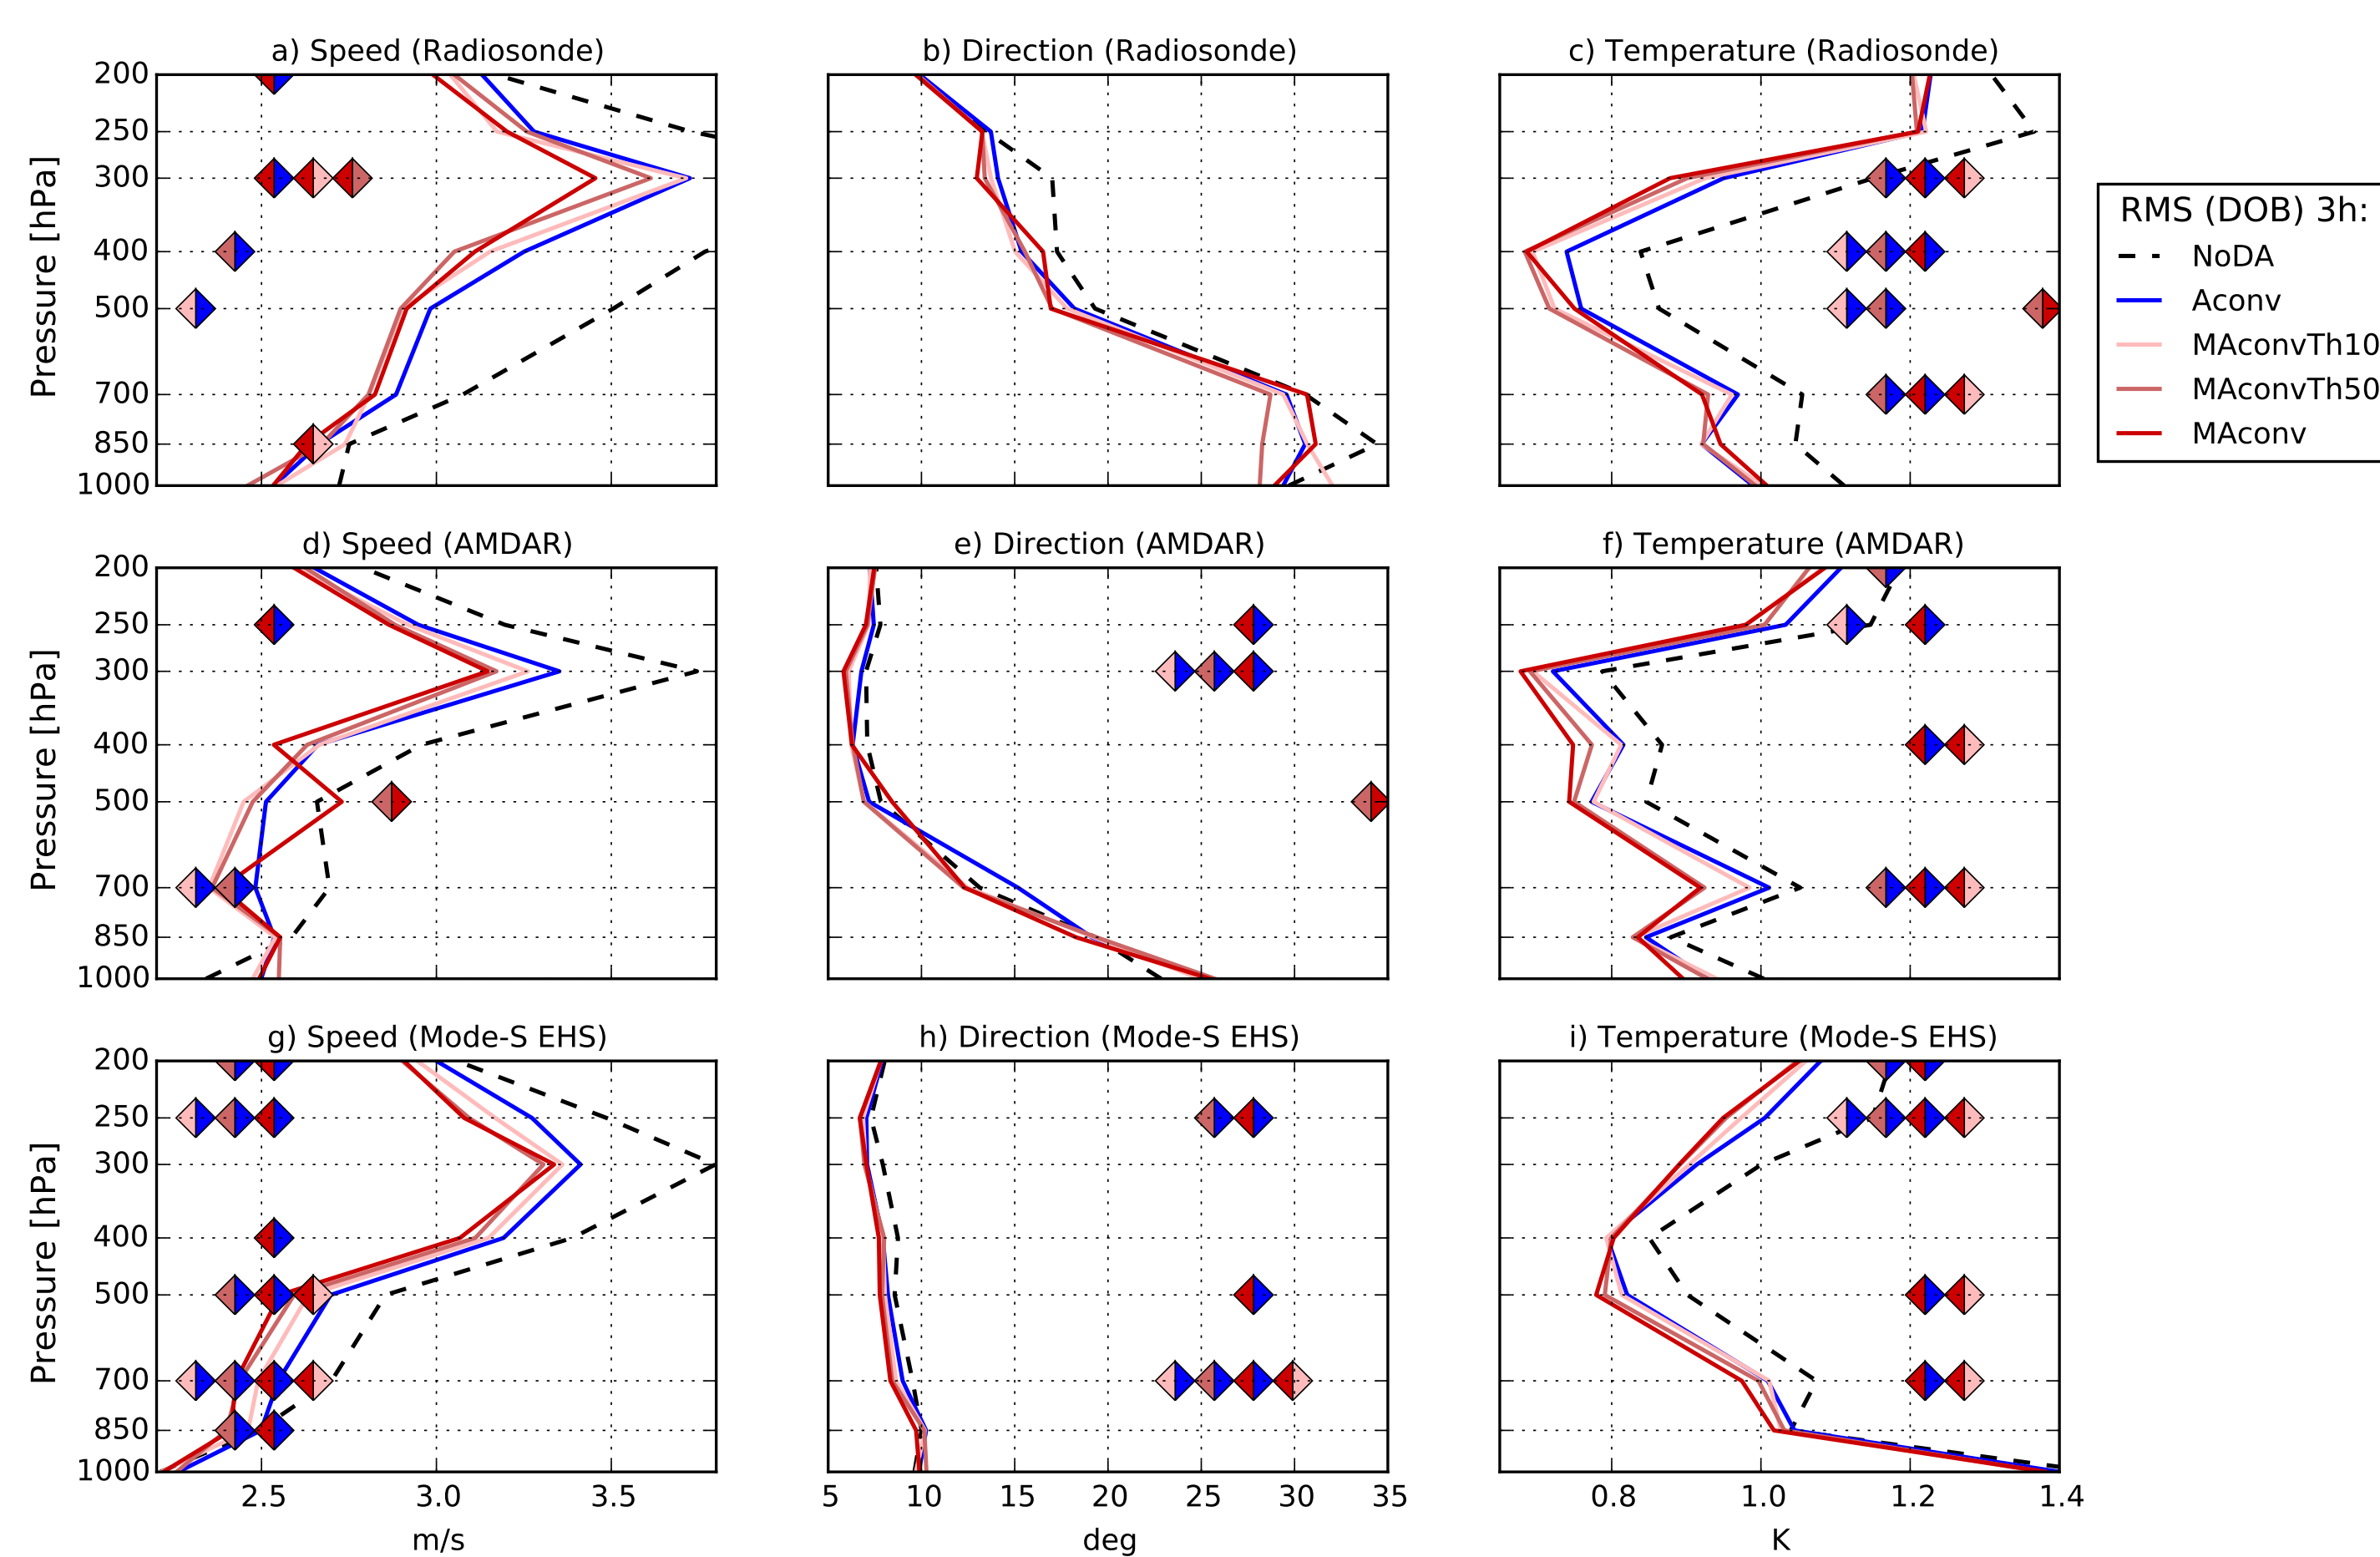 a) Speed (Radiosonde)
b) Direction (Radiosonde)
c) Temperature (Radiosonde)
Pressure [hPa]
200
250
300
400
500
700
850
1000
RMS (DOB) 3h:
NoDA
Aconv
MAconvTh10
MAconvTh50
MAconv
d) Speed (AMDAR)
e) Direction (AMDAR)
f) Temperature (AMDAR)
Pressure [hPa]
200
250
300
400
500
700
850
1000
g) Speed (Mode-S EHS)
h) Direction (Mode-S EHS)
i) Temperature (Mode-S EHS)
Pressure [hPa]
200
250
300
400
500
700
850
1000
2.5 3.0 3.5
5 10 15 20 25 30 35
0.8 1.0 1.2 1.4
m/s
deg
K